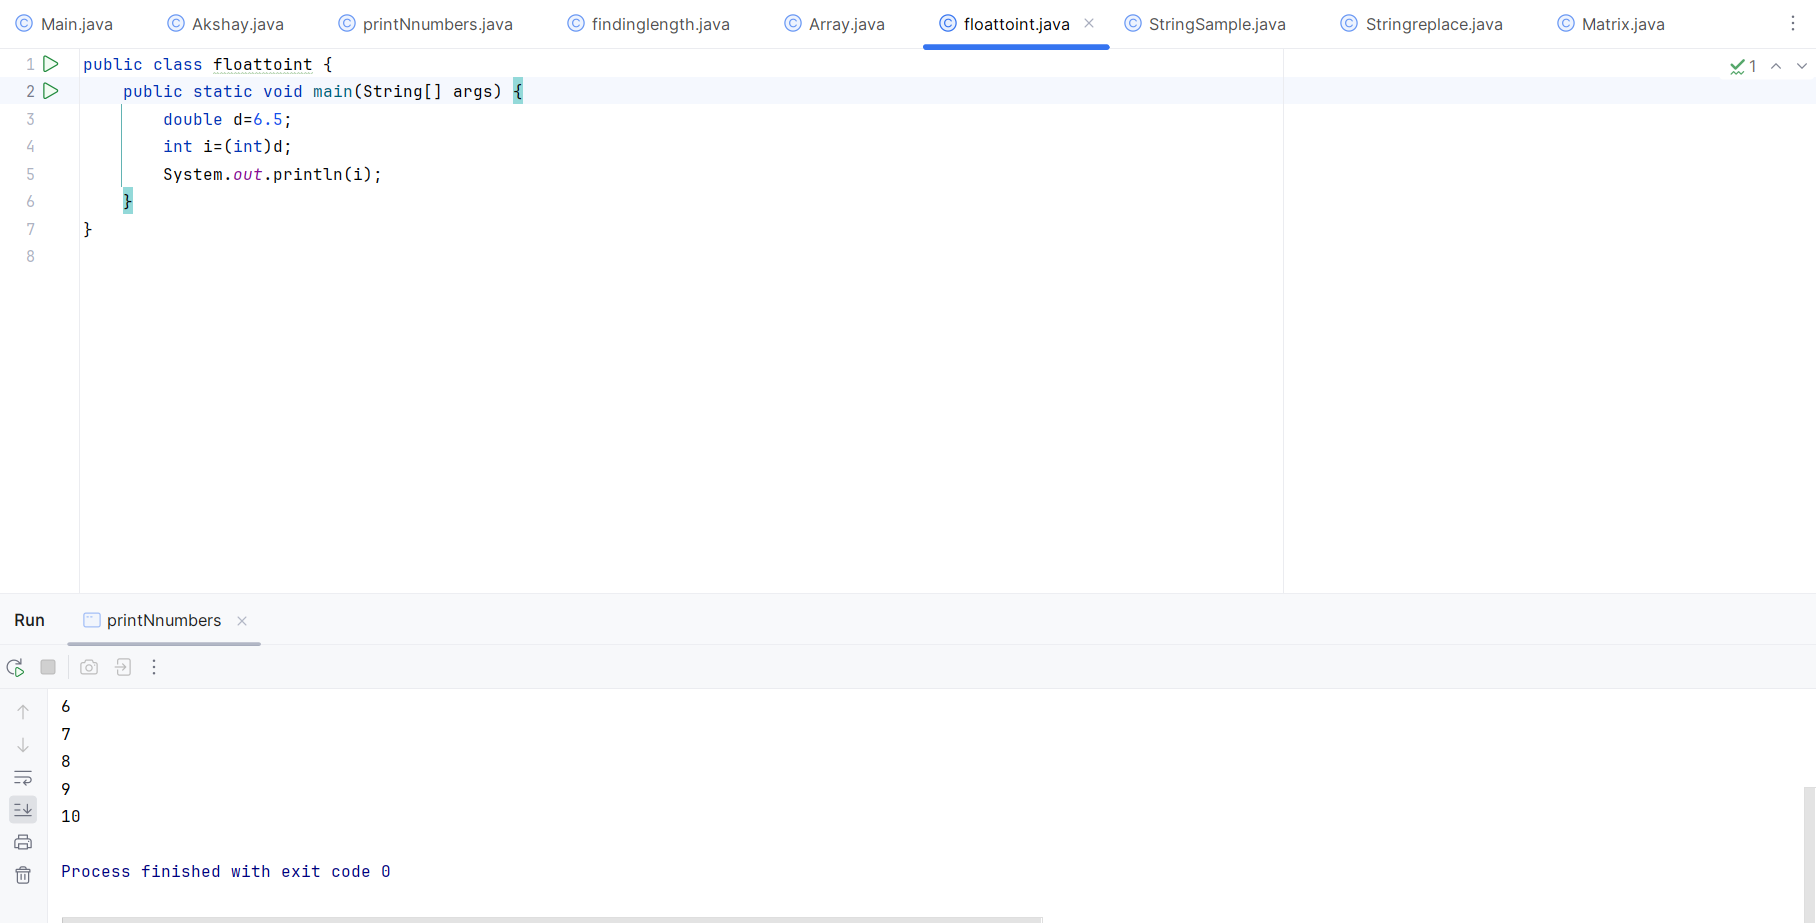 Main.java Akshay.java printNnumbers.java findinglength.java Array.java floattoint.java StringSample.java Stringreplace.java Matrix.java
1 public class floattoint {
1
2     public static void main(String[] args) {
3         double d=6.5;
4         int i=(int)d;
5         System.out.println(i);
6     }
7 }
8
Run printNnumbers
6
7
8
9
10
Process finished with exit code 0